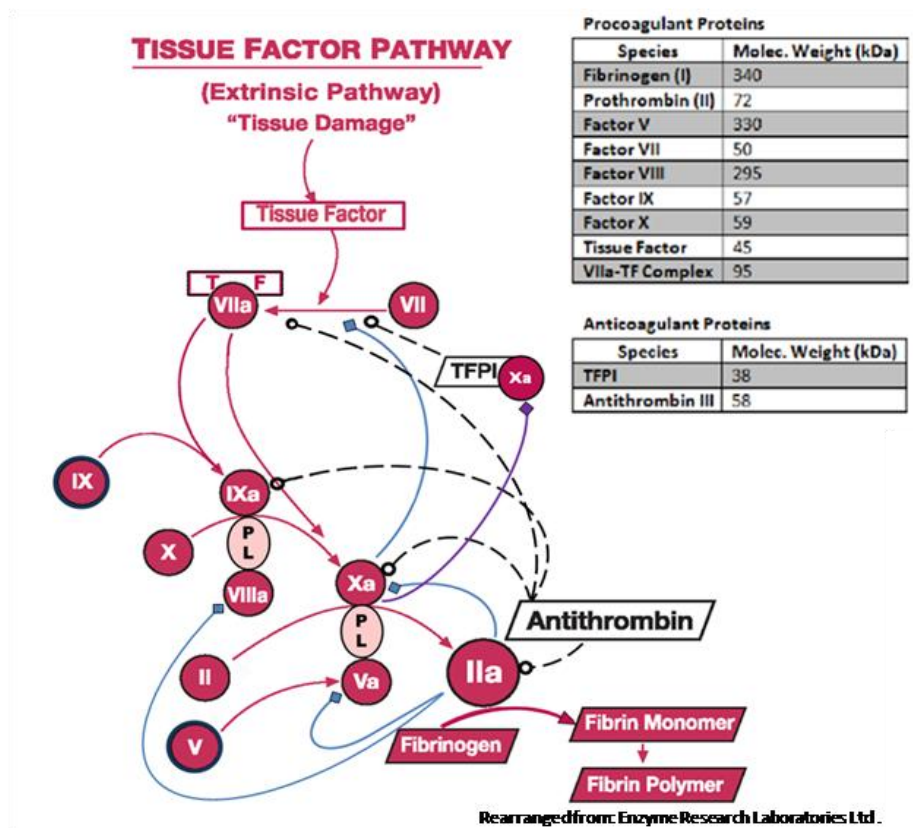 TISSUE FACTOR PATHWAY
(Extrinsic Pathway)
“Tissue Damage”
Tissue Factor
T F
VIIa
VII
TFPI
Xa
IX
IXa
P
L
X
VIIIa
Xa
P
L
Antithrombin
II
IIa
Va
V
Fibrinogen
Fibrin Monomer
Fibrin Polymer
Procoagulant Proteins
Species Molec. Weight (kDa)
Fibrinogen (I) 340
Prothrombin (II) 72
Factor V 330
Factor VII 50
Factor VIII 295
Factor IX 57
Factor X 59
Tissue Factor 45
VIIa-TF Complex 95
Anticoagulant Proteins
Species Molec. Weight (kDa)
TFPI 38
Antithrombin III 58
Rearranged from: Enzyme Research Laboratories Ltd.